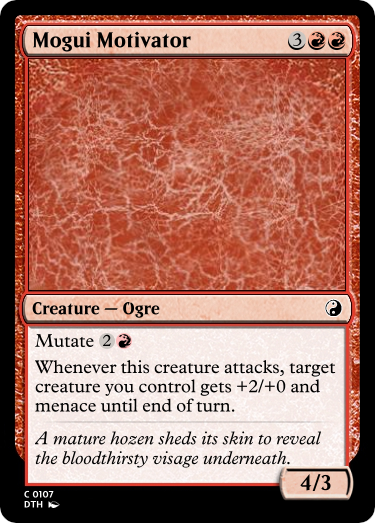 Mogui Motivator 3
Creature — Ogre
Mutate 2
Whenever this creature attacks, target
creature you control gets +2/+0 and
menace until end of turn.
A mature hozen sheds its skin to reveal
the bloodthirsty visage underneath.
4/3
C 0107
DTH